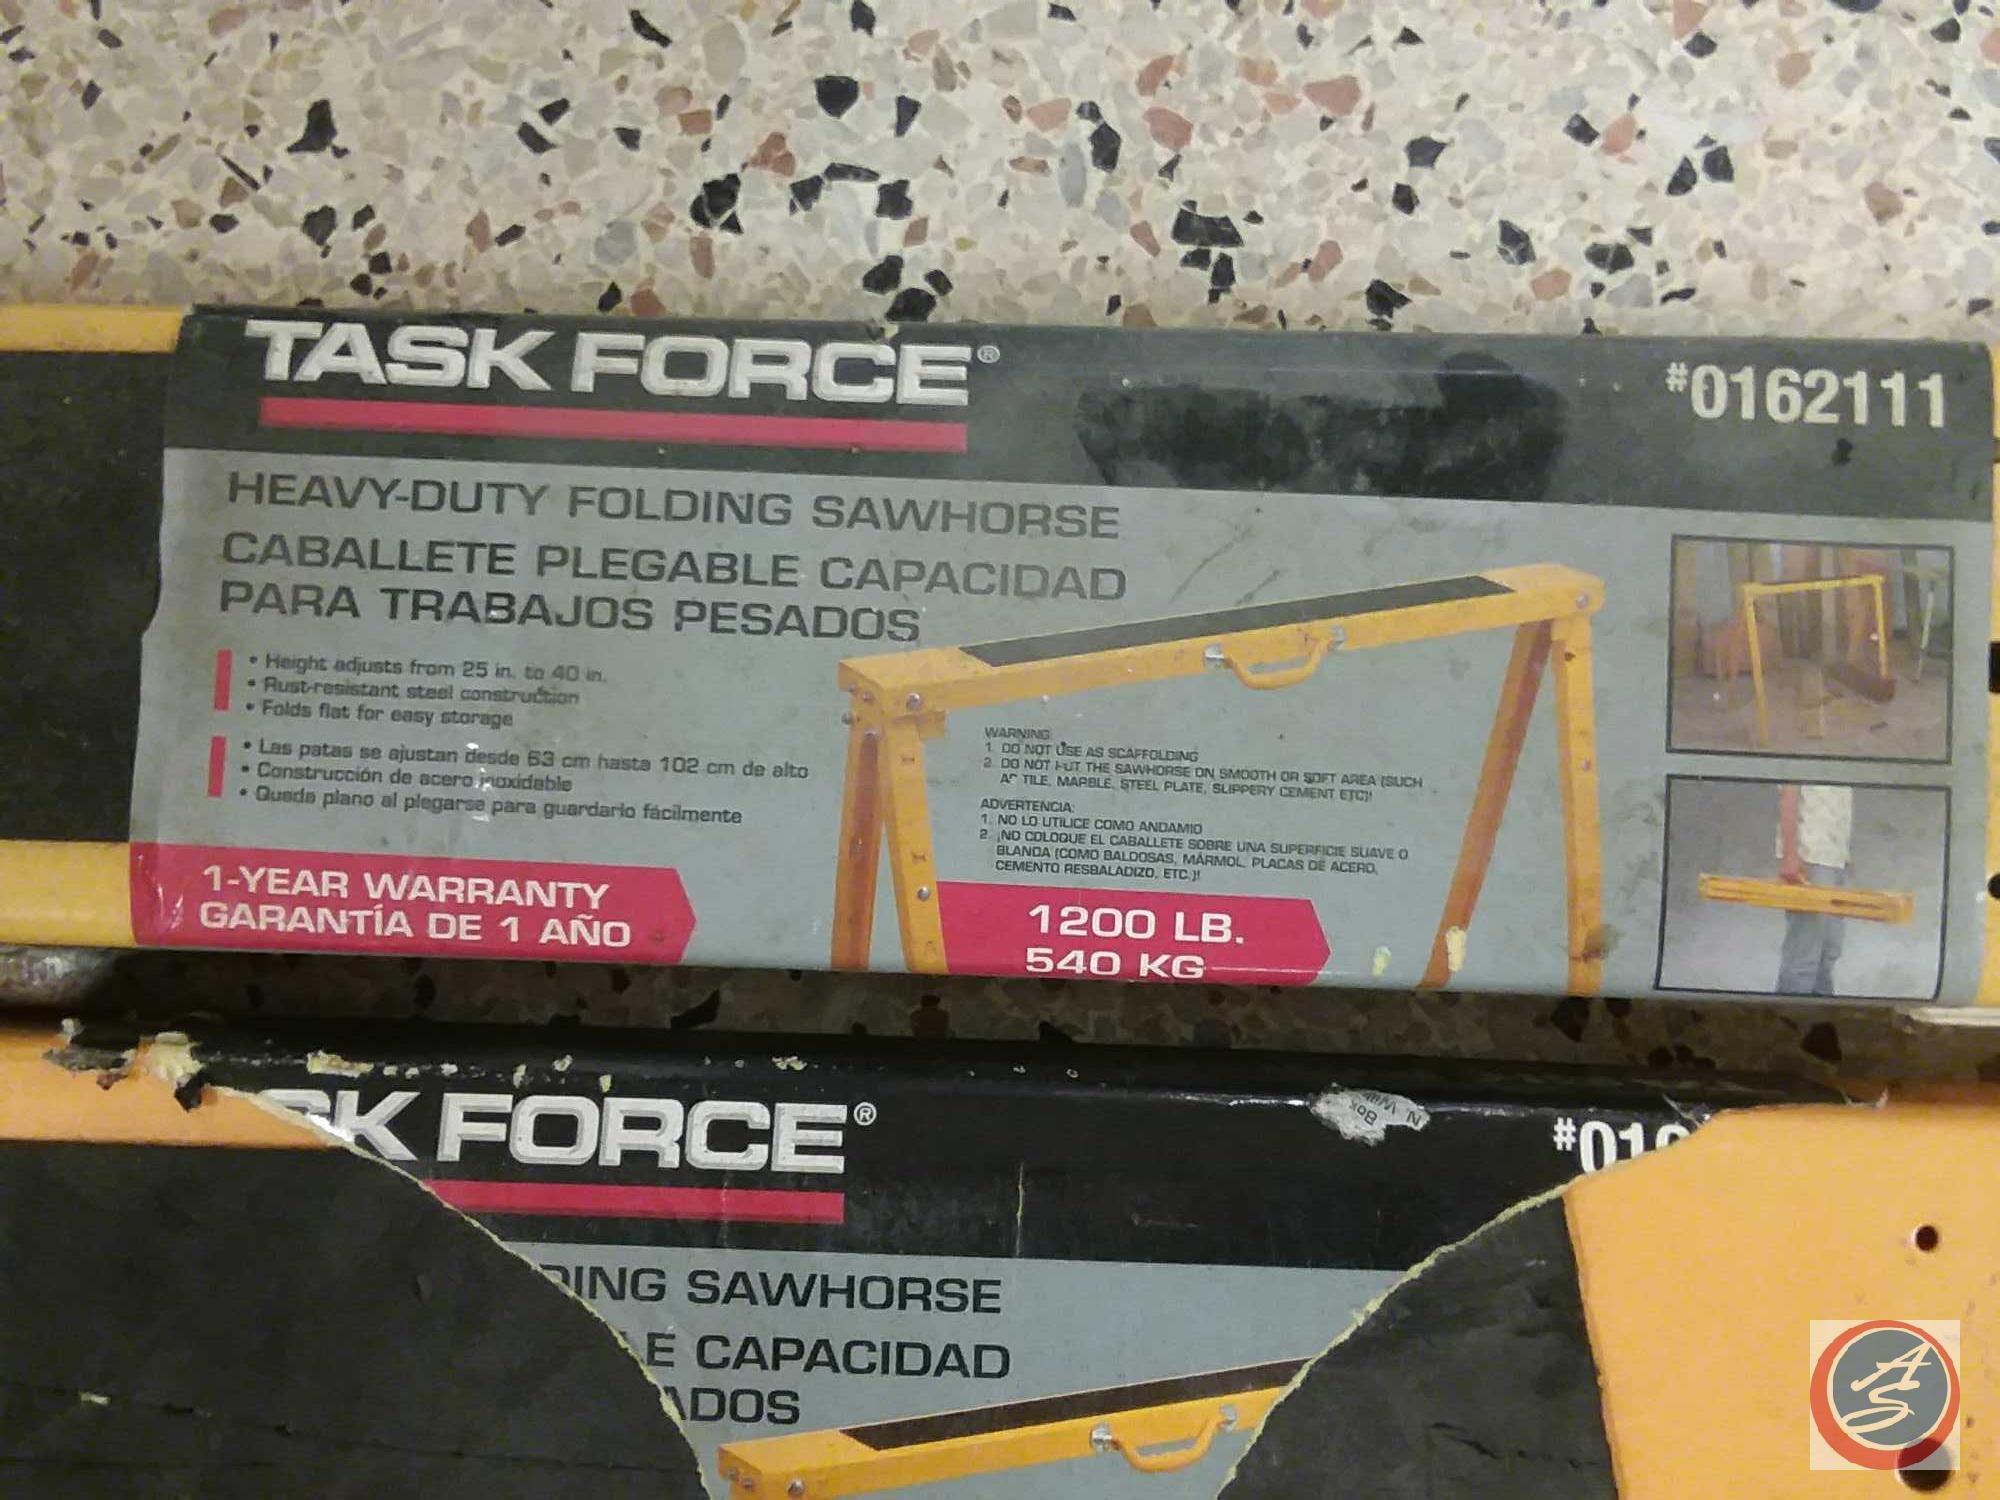 TASK FORCE®
#0162111
HEAVY-DUTY FOLDING SAWHORSE
CABALLETE PLEGABLE CAPACIDAD
PARA TRABAJOS PESADOS
• Height adjusts from 25 in. to 40 in.
• Rust-resistant steel construction
• Folds flat for easy storage
• Las patas se ajustan desde 63 cm hasta 102 cm de alto
• Construcción de acero inoxidable
• Queda plano al plegarse para guardarlo fácilmente
WARNING:
1. DO NOT USE AS SCAFFOLDING
2. DO NOT PUT THE SAWHORSE ON SMOOTH OR SOFT AREA (SUCH
AS TILE, MARBLE, STEEL PLATE, SLIPPERY CEMENT ETC)!
ADVERTENCIA:
1. NO LO UTILICE COMO ANDAMIO
2. ¡NO COLOQUE EL CABALLETE SOBRE UNA SUPERFICIE SUAVE O
BLANDA (COMO BALDOSAS, MÁRMOL, PLACAS DE ACERO,
CEMENTO RESBALADIZO, ETC.)!
1-YEAR WARRANTY
GARANTÍA DE 1 AÑO
1200 LB.
540 KG
SK FORCE®
#01
DING SAWHORSE
LE CAPACIDAD
ADOS
Box
N
AS